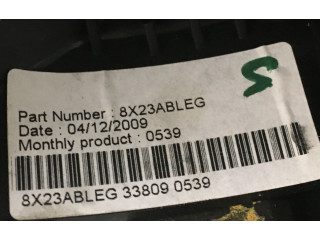 S
Part Number : 8X23ABLEG
Date : 04/12/2009
Monthly product : 0539
8X23ABLEG 33809 0539